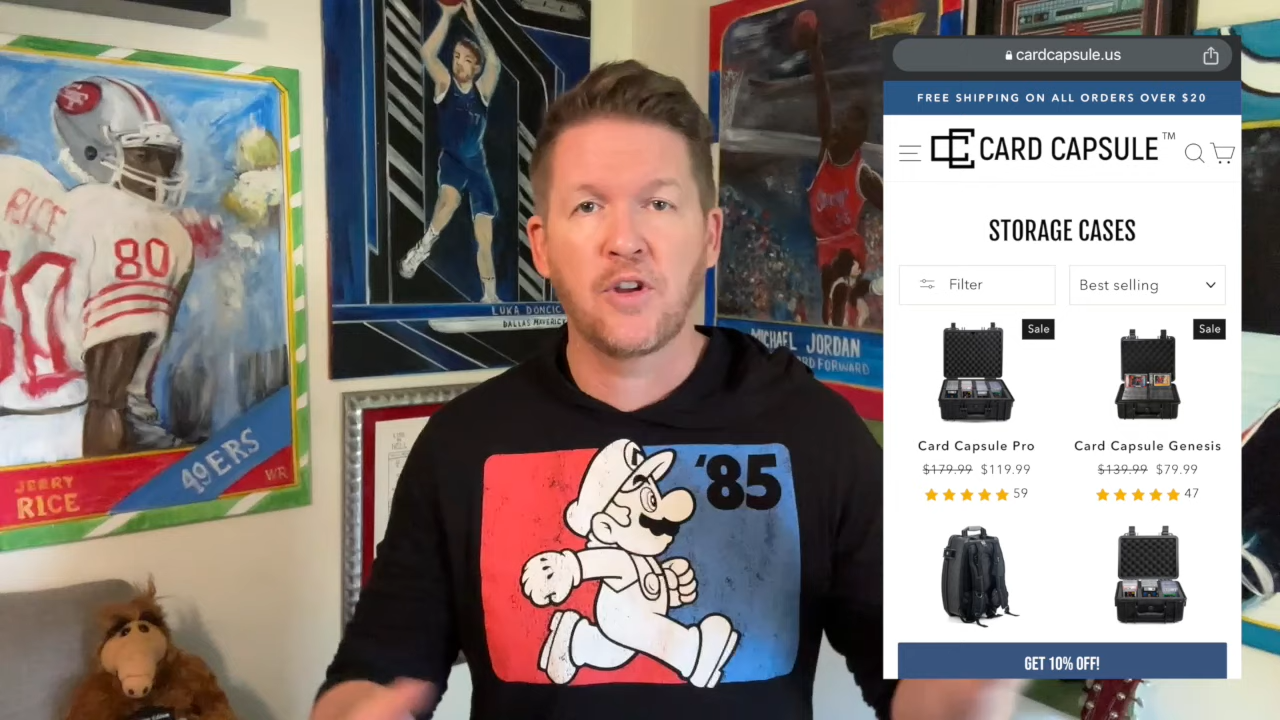 RICE
80
JERRY
RICE
49ERS
WR
LUKA DONCIC
DALLAS MAVERICK
MICHAEL JORDAN
RD FORWARD
'85
cardcapsule.us
FREE SHIPPING ON ALL ORDERS OVER $20
CARD CAPSULE™
STORAGE CASES
Filter
Best selling
Sale
Sale
Card Capsule Pro
$179.99 $119.99
59
Card Capsule Genesis
$139.99 $79.99
47
GET 10% OFF!